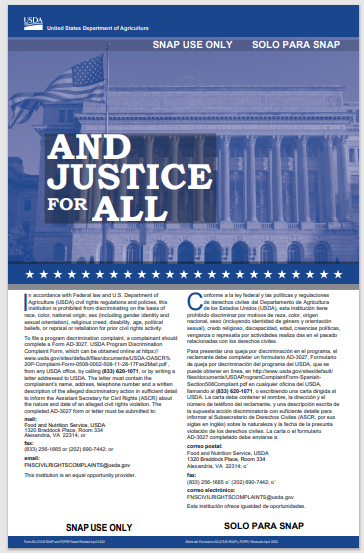 USDA
United States Department of Agriculture
SNAP USE ONLY SOLO PARA SNAP
AND
JUSTICE
FOR ALL
In accordance with Federal law and U.S. Department of
Agriculture (USDA) civil rights regulations and policies, this
institution is prohibited from discriminating on the basis of
race, color, national origin, sex (including gender identity and
sexual orientation), religious creed, disability, age, political
beliefs, or reprisal or retaliation for prior civil rights activity.
To file a program discrimination complaint, a complainant should
complete a Form AD-3027, USDA Program Discrimination
Complaint Form, which can be obtained online at https://
www.usda.gov/sites/default/files/documents/USDA-OASCR%
20P-Complaint-Form-0508-0002-508-11-28-17Fax2Mail.pdf ,
from any USDA office, by calling (833) 620-1071, or by writing a
letter addressed to USDA. The letter must contain the
complainant's name, address, telephone number and a written
description of the alleged discriminatory action in sufficient detail
to inform the Assistant Secretary for Civil Rights (ASCR) about
the nature and date of an alleged civil rights violation. The
completed AD-3027 form or letter must be submitted to:
mail:
Food and Nutrition Service, USDA
1320 Braddock Place, Room 334
Alexandria, VA 22314; or
fax:
(833) 256-1665 or (202) 690-7442; or
email:
FNSCIVILRIGHTSCOMPLAINTS@usda.gov
This institution is an equal opportunity provider.
Conforme a la ley federal y las políticas y regulaciones
de derechos civiles del Departamento de Agricultura
de los Estados Unidos (USDA), esta institución tiene
prohibido discriminar por motivos de raza, color, origen
nacional, sexo (incluyendo identidad de género y orientación
sexual), credo religioso, discapacidad, edad, creencias políticas,
venganza o represalia por actividades realizadas en el pasado
relacionadas con los derechos civiles.
Para presentar una queja por discriminación en el programa, el
reclamante debe completar un formulario AD-3027, Formulario
de queja por discriminación del programa del USDA, que se
puede obtener en línea, en http://www.usda.gov/sites/default/
files/documents/USDAProgramComplaintForm-Spanish-
Section508Compliant.pdf en cualquier oficina del USDA,
llamando al (833) 620-1071, o escribiendo una carta dirigida al
USDA. La carta debe contener el nombre, la dirección y el
número de teléfono del reclamante, y una descripción escrita de
la supuesta acción discriminatoria con suficiente detalle para
informar al Subsecretario de Derechos Civiles (ASCR, por sus
siglas en inglés) sobre la naturaleza y la fecha de la presunta
violación de los derechos civiles. La carta o el formulario
AD-3027 completado debe enviarse a:
correo postal:
Food and Nutrition Service, USDA
1320 Braddock Place, Room 334
Alexandria, VA 22314; o'
fax:
(833) 256-1665 o' (202) 690-7442; o'
correo electrónico:
FNSCIVILRIGHTSCOMPLAINTS@usda.gov
Esta institución ofrece igualdad de oportunidades.
SNAP USE ONLY
SOLO PARA SNAP